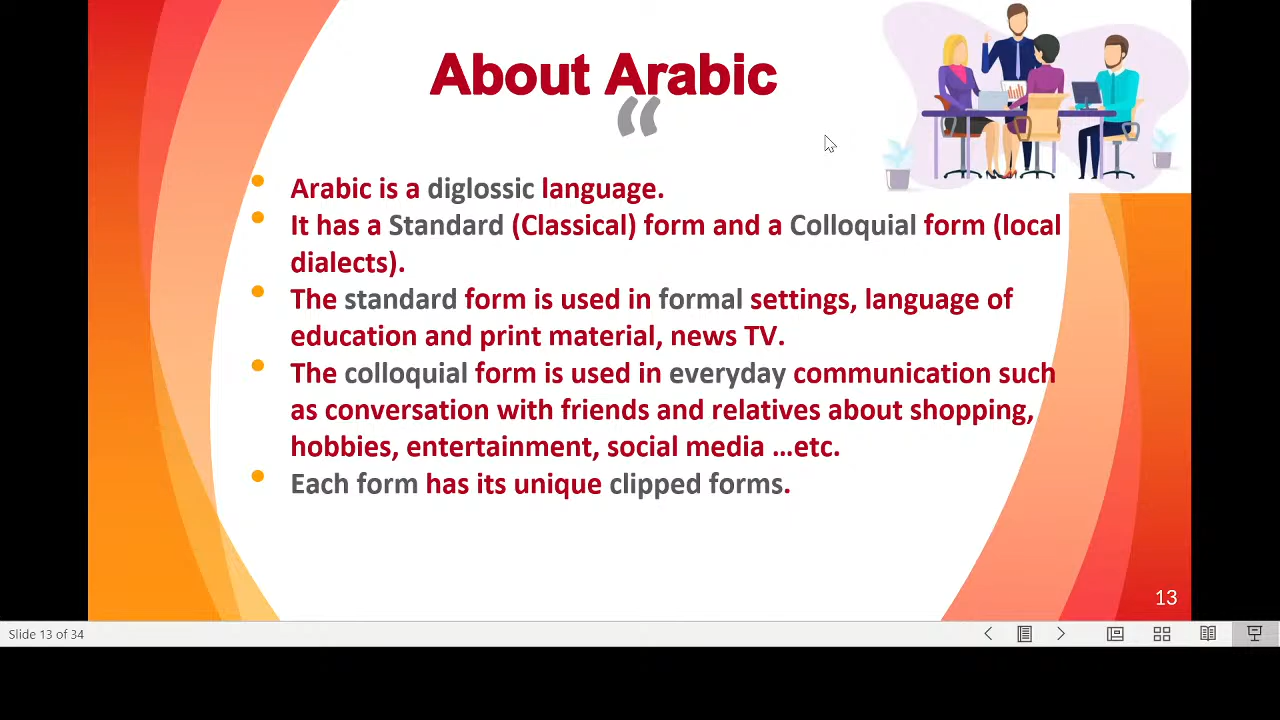 About Arabic
“
• Arabic is a diglossic language.
• It has a Standard (Classical) form and a Colloquial form (local
dialects).
• The standard form is used in formal settings, language of
education and print material, news TV.
• The colloquial form is used in everyday communication such
as conversation with friends and relatives about shopping,
hobbies, entertainment, social media …etc.
• Each form has its unique clipped forms.
13
Slide 13 of 34